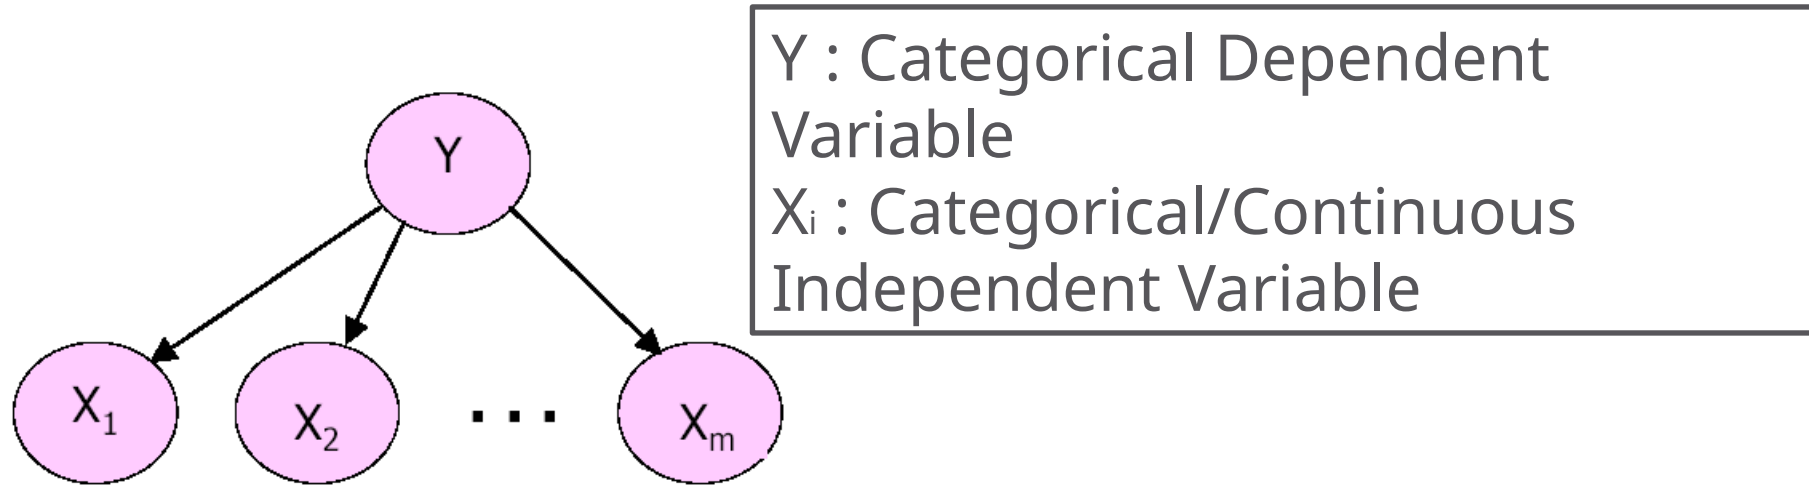 Y
X₁
X₂
...
Xₘ
Y : Categorical Dependent
Variable
Xᵢ : Categorical/Continuous
Independent Variable